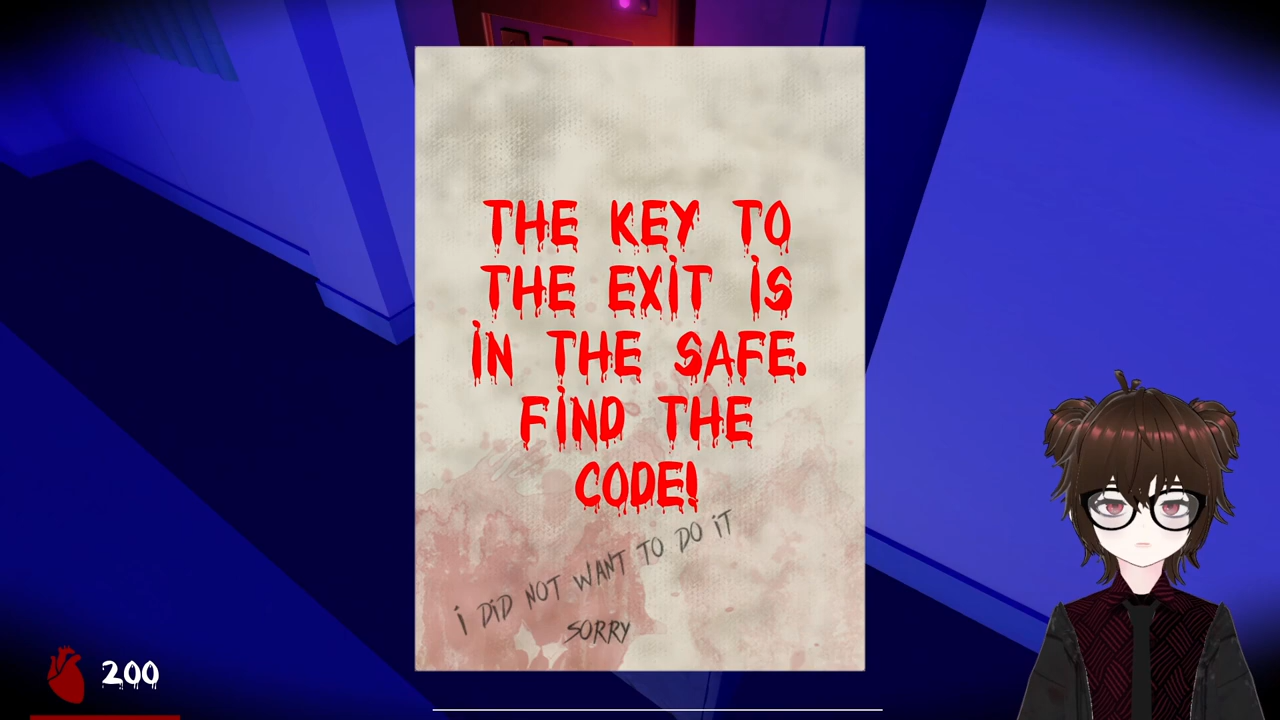 THE KEY TO
THE EXIT IS
IN THE SAFE.
FIND THE
CODE!
I DID NOT WANT TO DO IT
SORRY
200